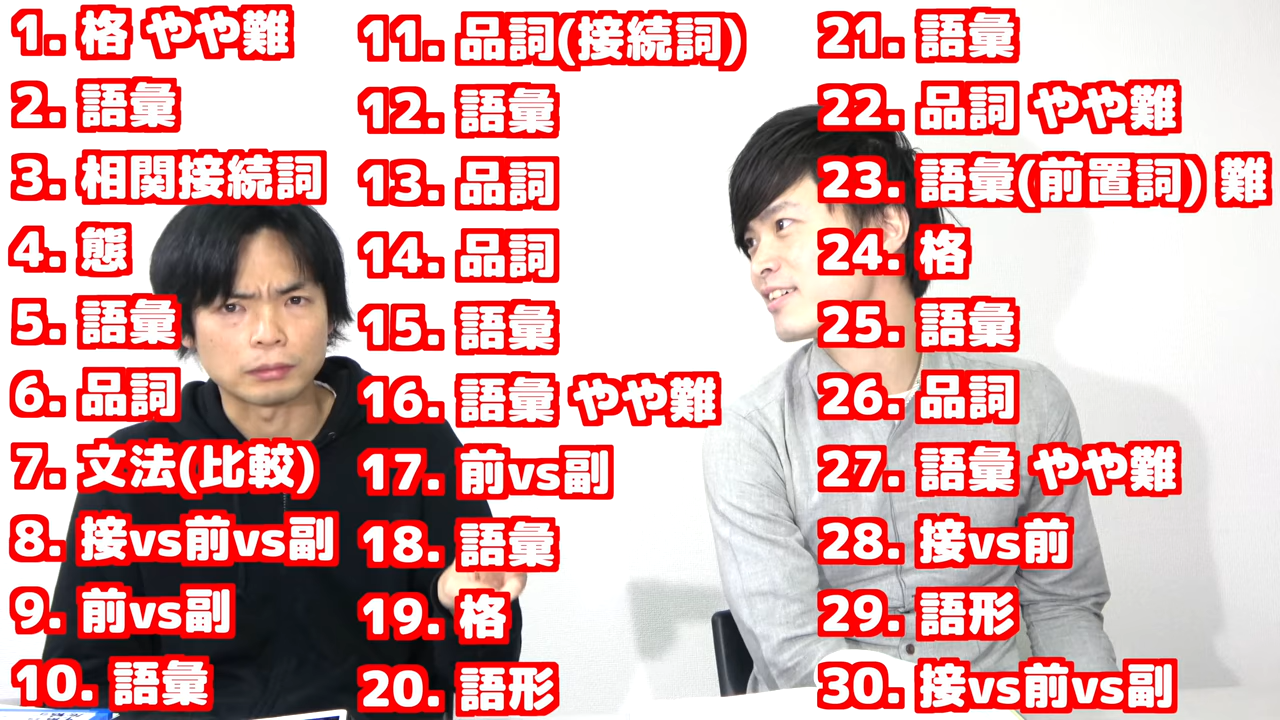 1. 格 やや難
2. 語彙
3. 相関接続詞
4. 態
5. 語彙
6. 品詞
7. 文法(比較)
8. 接vs前vs副
9. 前vs副
10. 語彙
11. 品詞(接続詞)
12. 語彙
13. 品詞
14. 品詞
15. 語彙
16. 語彙 やや難
17. 前vs副
18. 語彙
19. 格
20. 語形
21. 語彙
22. 品詞 やや難
23. 語彙(前置詞) 難
24. 格
25. 語彙
26. 品詞
27. 語彙 やや難
28. 接vs前
29. 語形
30. 接vs前vs副